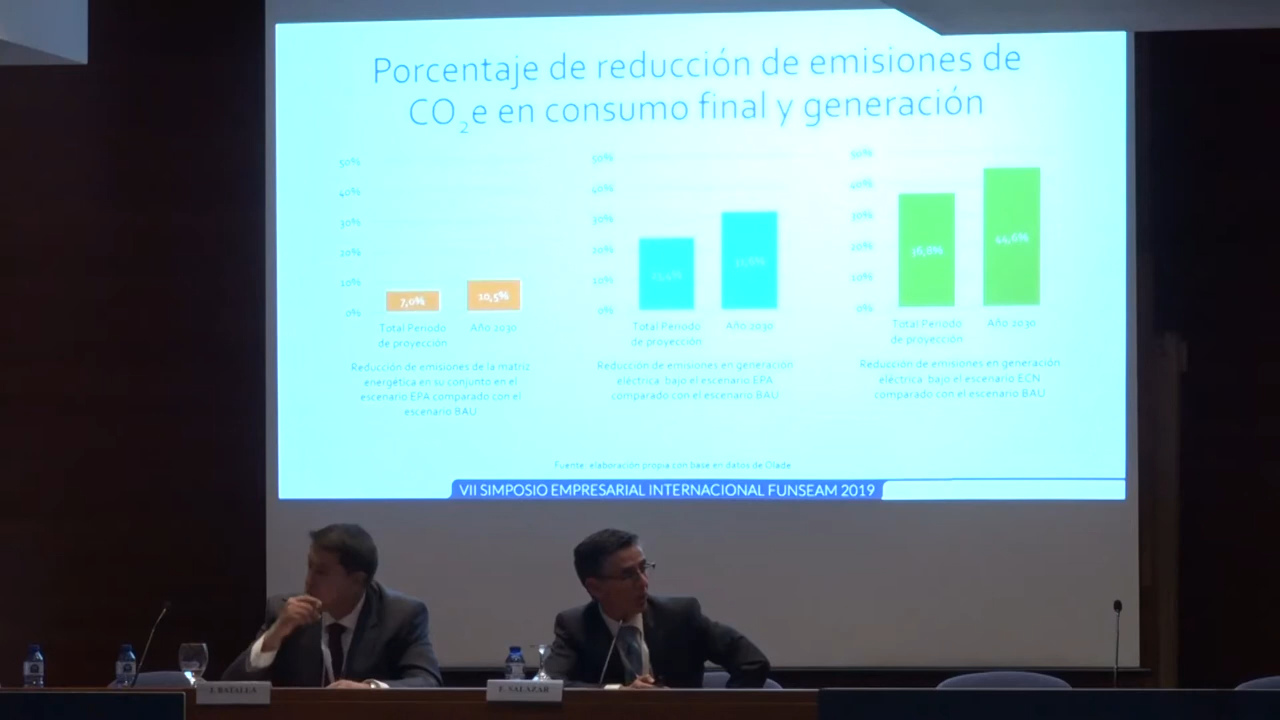 Porcentaje de reducción de emisiones de
CO2e en consumo final y generación
50%
40%
30%
20%
10%
0%
7,0%
10,5%
Total Periodo
de proyección
Año 2030
Reducción de emisiones de la matriz
energética en su conjunto en el
escenario EPA comparado con el
escenario BAU
50%
40%
30%
20%
10%
0%
Total Periodo
de proyección
Año 2030
Reducción de emisiones en generación
eléctrica bajo el escenario EPA
comparado con el escenario BAU
50%
40%
30%
20%
10%
0%
36,8%
44,6%
Total Periodo
de proyección
Año 2030
Reducción de emisiones en generación
eléctrica bajo el escenario ECN
comparado con el escenario BAU
Fuente: elaboración propia con base en datos de Olade
VII SIMPOSIO EMPRESARIAL INTERNACIONAL FUNSEAM 2019
J. BATALLA
F. SALAZAR